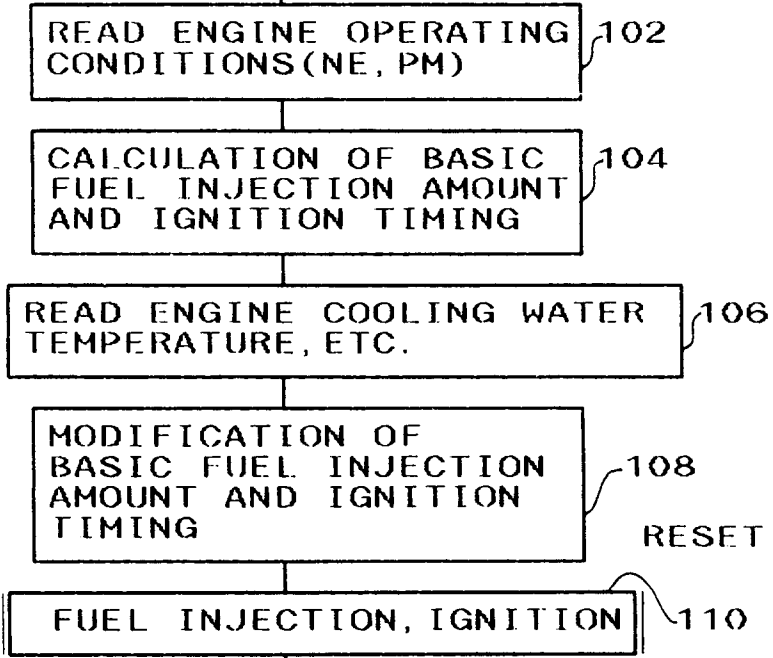 READ ENGINE OPERATING
CONDITIONS(NE,PM)
102
CALCULATION OF BASIC
FUEL INJECTION AMOUNT
AND IGNITION TIMING
104
READ ENGINE COOLING WATER
TEMPERATURE,ETC.
106
MODIFICATION OF
BASIC FUEL INJECTION
AMOUNT AND IGNITION
TIMING
108
RESET
FUEL INJECTION,IGNITION
110